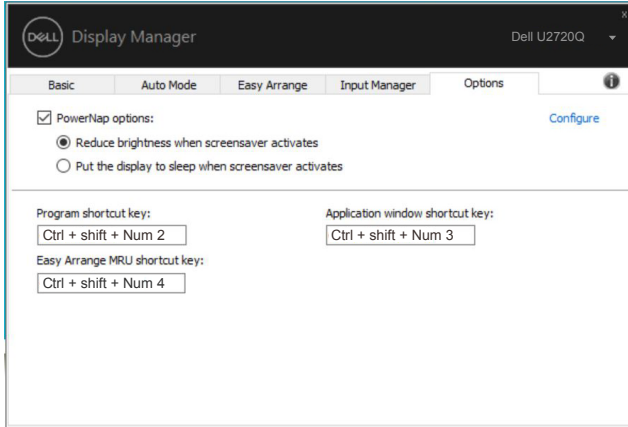 x
DELL Display Manager
Dell U2720Q
Basic Auto Mode Easy Arrange Input Manager Options
PowerNap options: Configure
Reduce brightness when screensaver activates
Put the display to sleep when screensaver activates
Program shortcut key: Application window shortcut key:
Ctrl + shift + Num 2 Ctrl + shift + Num 3
Easy Arrange MRU shortcut key:
Ctrl + shift + Num 4